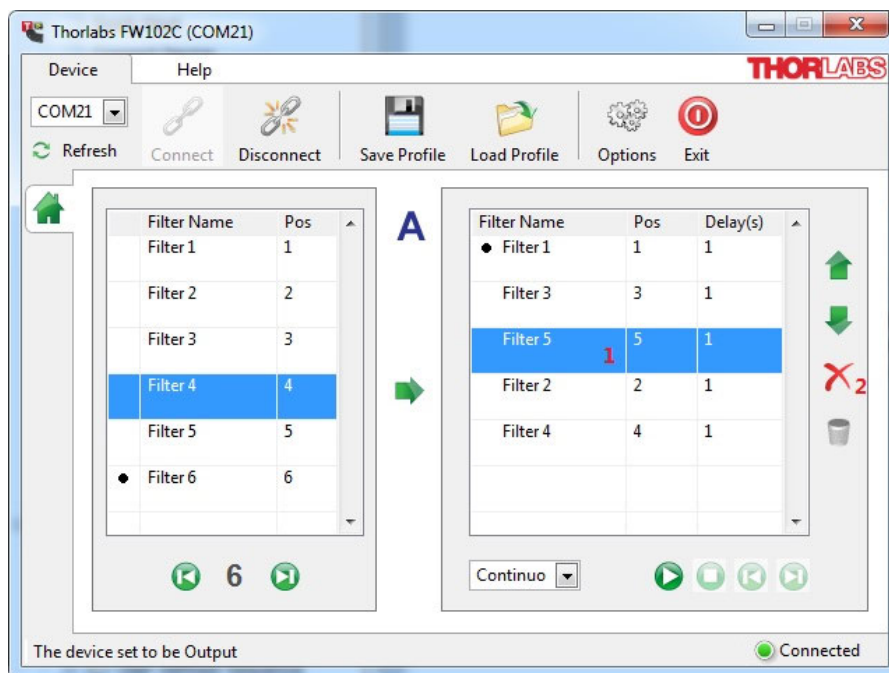 Thorlabs FW102C (COM21)
Device Help
THORLABS
COM21
Refresh Connect Disconnect Save Profile Load Profile Options Exit
A
Filter Name Pos
Filter 1 1
Filter 2 2
Filter 3 3
Filter 4 4
Filter 5 5
Filter 6 6
6
Filter Name Pos Delay(s)
Filter 1 1 1
Filter 3 3 1
Filter 5 1 5 1
Filter 2 2 1
Filter 4 4 1
2
Continuo
The device set to be Output Connected